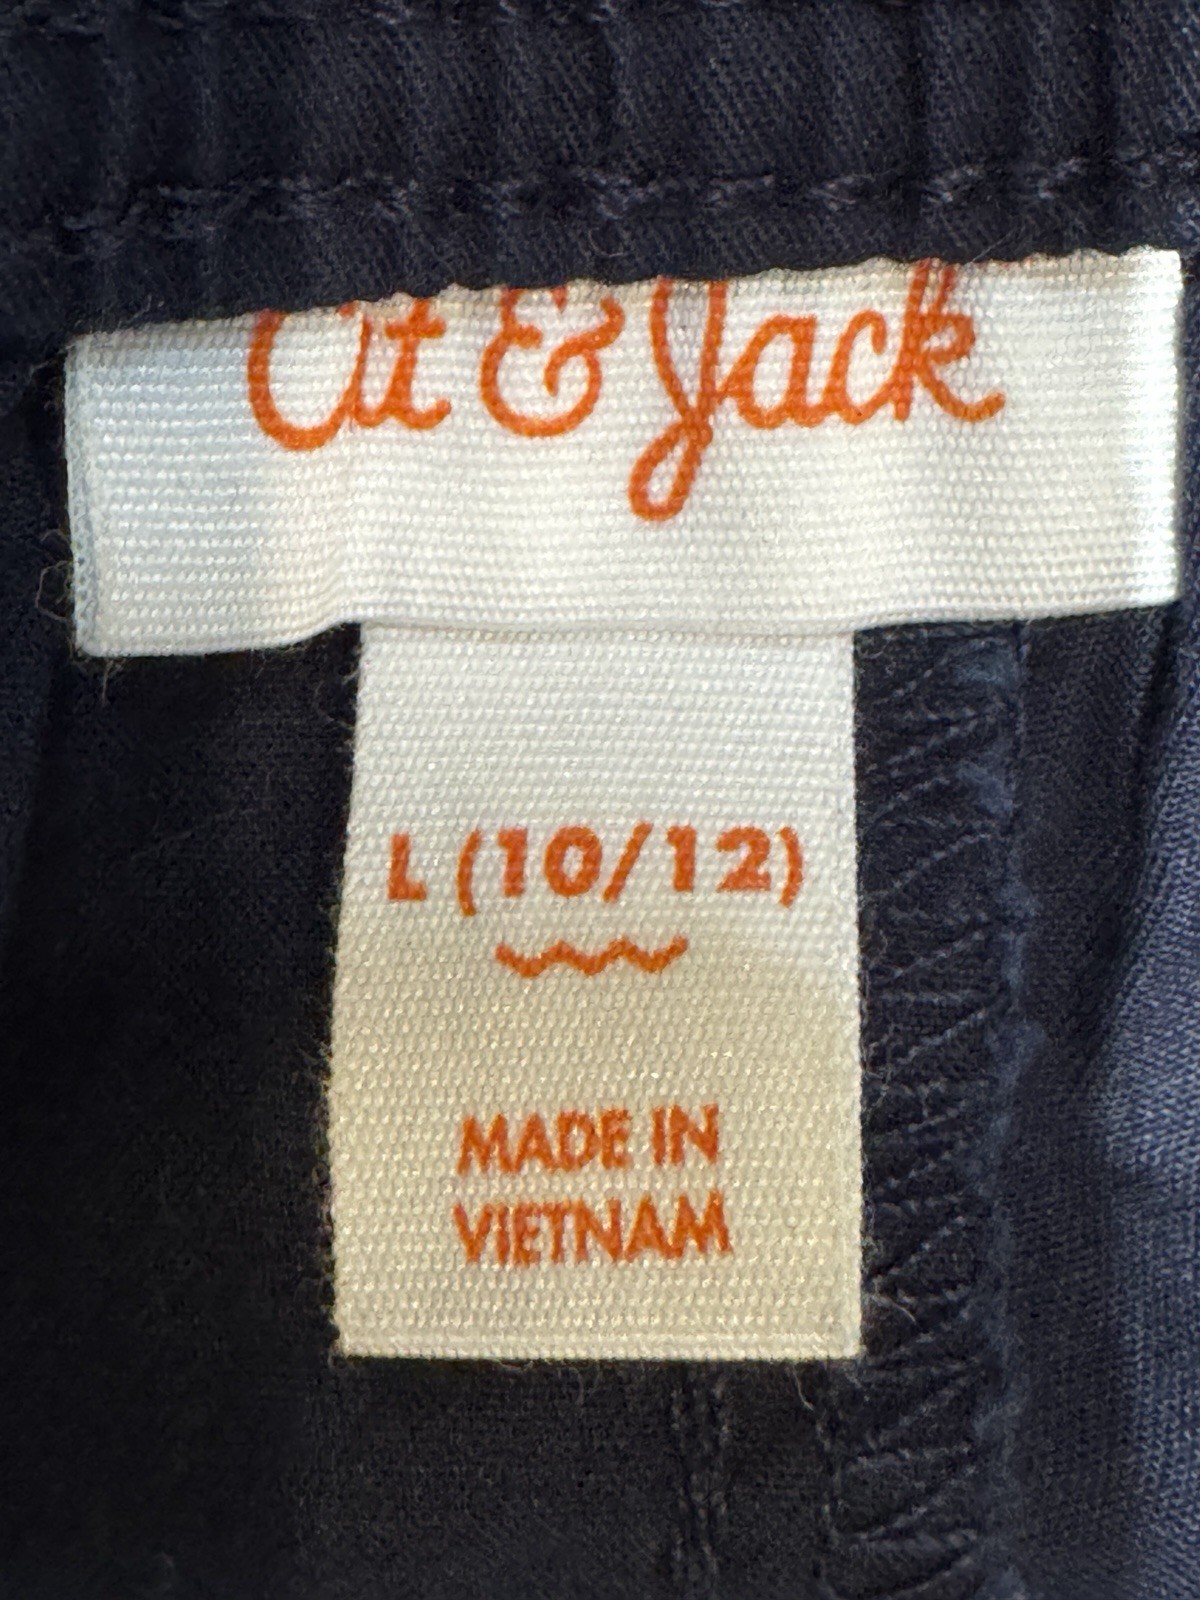 Cat & Jack
L (10/12)
MADE IN
VIETNAM